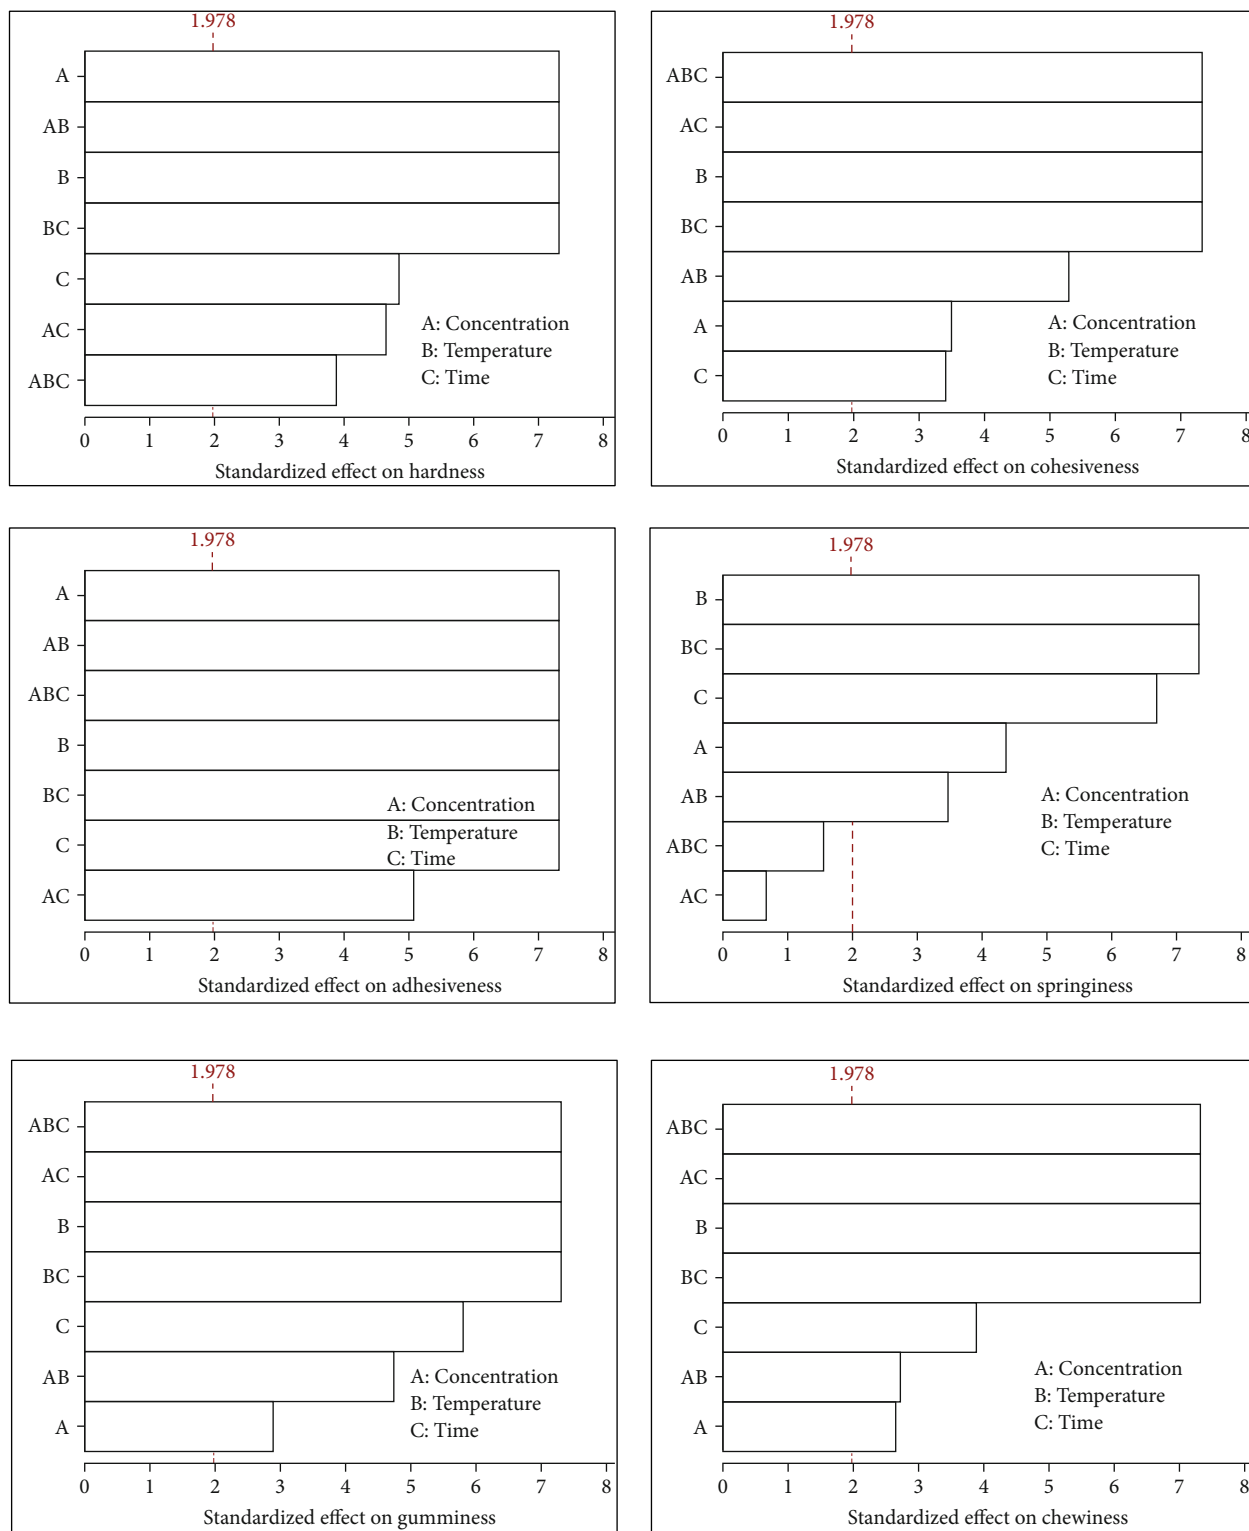 1.978
A
AB
B
BC
C
AC
ABC
A: Concentration
B: Temperature
C: Time
0 1 2 3 4 5 6 7 8
Standardized effect on hardness
1.978
ABC
AC
B
BC
AB
A
C
A: Concentration
B: Temperature
C: Time
0 1 2 3 4 5 6 7 8
Standardized effect on cohesiveness
1.978
A
AB
ABC
B
BC
C
AC
A: Concentration
B: Temperature
C: Time
0 1 2 3 4 5 6 7 8
Standardized effect on adhesiveness
1.978
B
BC
C
A
AB
ABC
AC
A: Concentration
B: Temperature
C: Time
0 1 2 3 4 5 6 7 8
Standardized effect on springiness
1.978
ABC
AC
B
BC
C
AB
A
A: Concentration
B: Temperature
C: Time
0 1 2 3 4 5 6 7 8
Standardized effect on gumminess
1.978
ABC
AC
B
BC
C
AB
A
A: Concentration
B: Temperature
C: Time
0 1 2 3 4 5 6 7 8
Standardized effect on chewiness